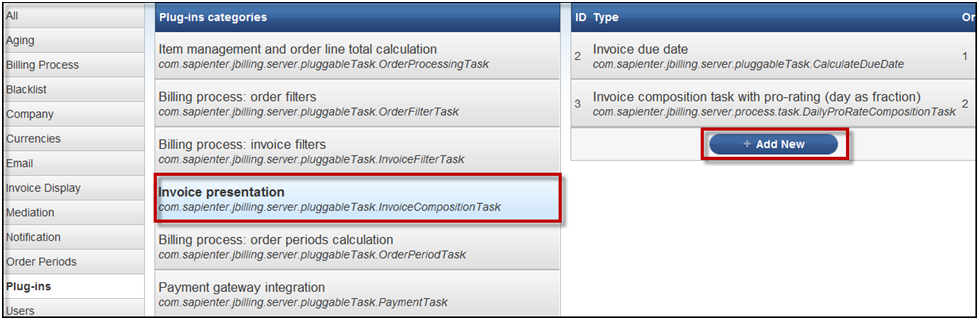 All
Aging
Billing Process
Blacklist
Company
Currencies
Email
Invoice Display
Mediation
Notification
Order Periods
Plug-ins
Users
Plug-ins categories
Item management and order line total calculation
com.sapienter.jbilling.server.pluggableTask.OrderProcessingTask
Billing process: order filters
com.sapienter.jbilling.server.pluggableTask.OrderFilterTask
Billing process: invoice filters
com.sapienter.jbilling.server.pluggableTask.InvoiceFilterTask
Invoice presentation
com.sapienter.jbilling.server.pluggableTask.InvoiceCompositionTask
Billing process: order periods calculation
com.sapienter.jbilling.server.pluggableTask.OrderPeriodTask
Payment gateway integration
com.sapienter.jbilling.server.pluggableTask.PaymentTask
ID Type Or
Invoice due date
2 1
com.sapienter.jbilling.server.pluggableTask.CalculateDueDate
Invoice composition task with pro-rating (day as fraction)
3 2
com.sapienter.jbilling.server.process.task.DailyProRateCompositionTask
+ Add New